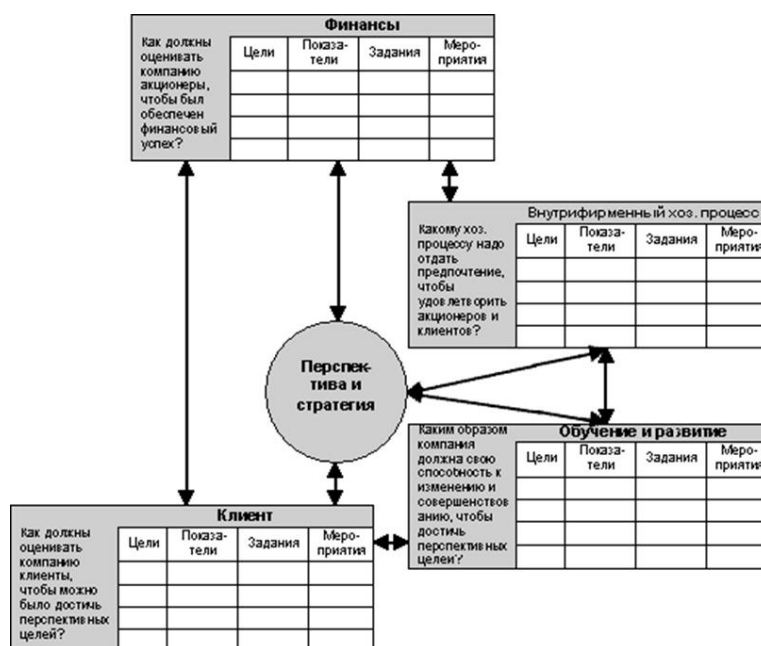 Финансы
Как должны
оценивать
компанию
акционеры,
чтобы был
обеспечен
финансовый
успех?
Цели
Показа-
тели
Задания
Меро-
приятия
Внутрифирменный хоз. процесс
Какому хоз.
процессу надо
отдать
предпочтение,
чтобы
удовлетворить
акционеров и
клиентов?
Цели
Показа-
тели
Задания
Меро-
приятия
Перспек-
тива и
стратегия
Обучение и развитие
Каким образом
компания
должна свою
способность к
изменению и
совершенствов
анию, чтобы
достичь
перспективных
целей?
Цели
Показа-
тели
Задания
Меро-
приятия
Клиент
Как должны
оценивать
компанию
клиенты,
чтобы можно
было достичь
перспективных
целей?
Цели
Показа-
тели
Задания
Меро-
приятия